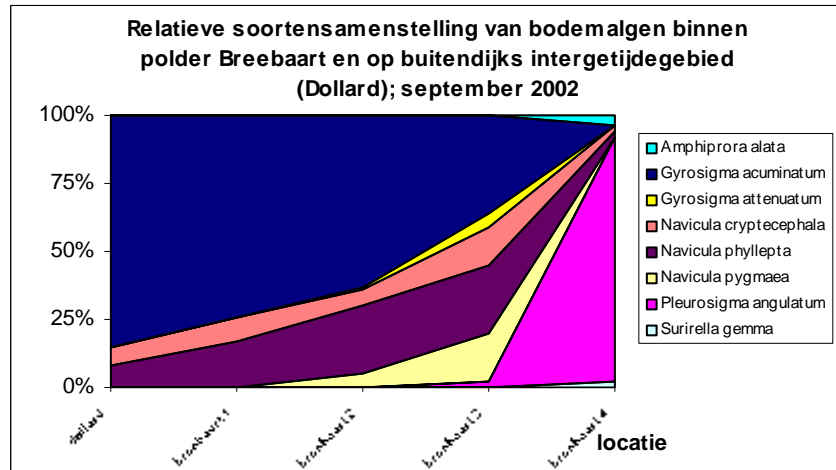 Relatieve soortensamenstelling van bodemalgen binnen
polder Breebaart en op buitendijks intergetijdegebied
(Dollard); september 2002
100%
75%
50%
25%
0%
dollard
breebaart 1
breebaart 2
breebaart 3
breebaart 4
locatie
Amphiprora alata
Gyrosigma acuminatum
Gyrosigma attenuatum
Navicula cryptecephala
Navicula phyllepta
Navicula pygmaea
Pleurosigma angulatum
Surirella gemma